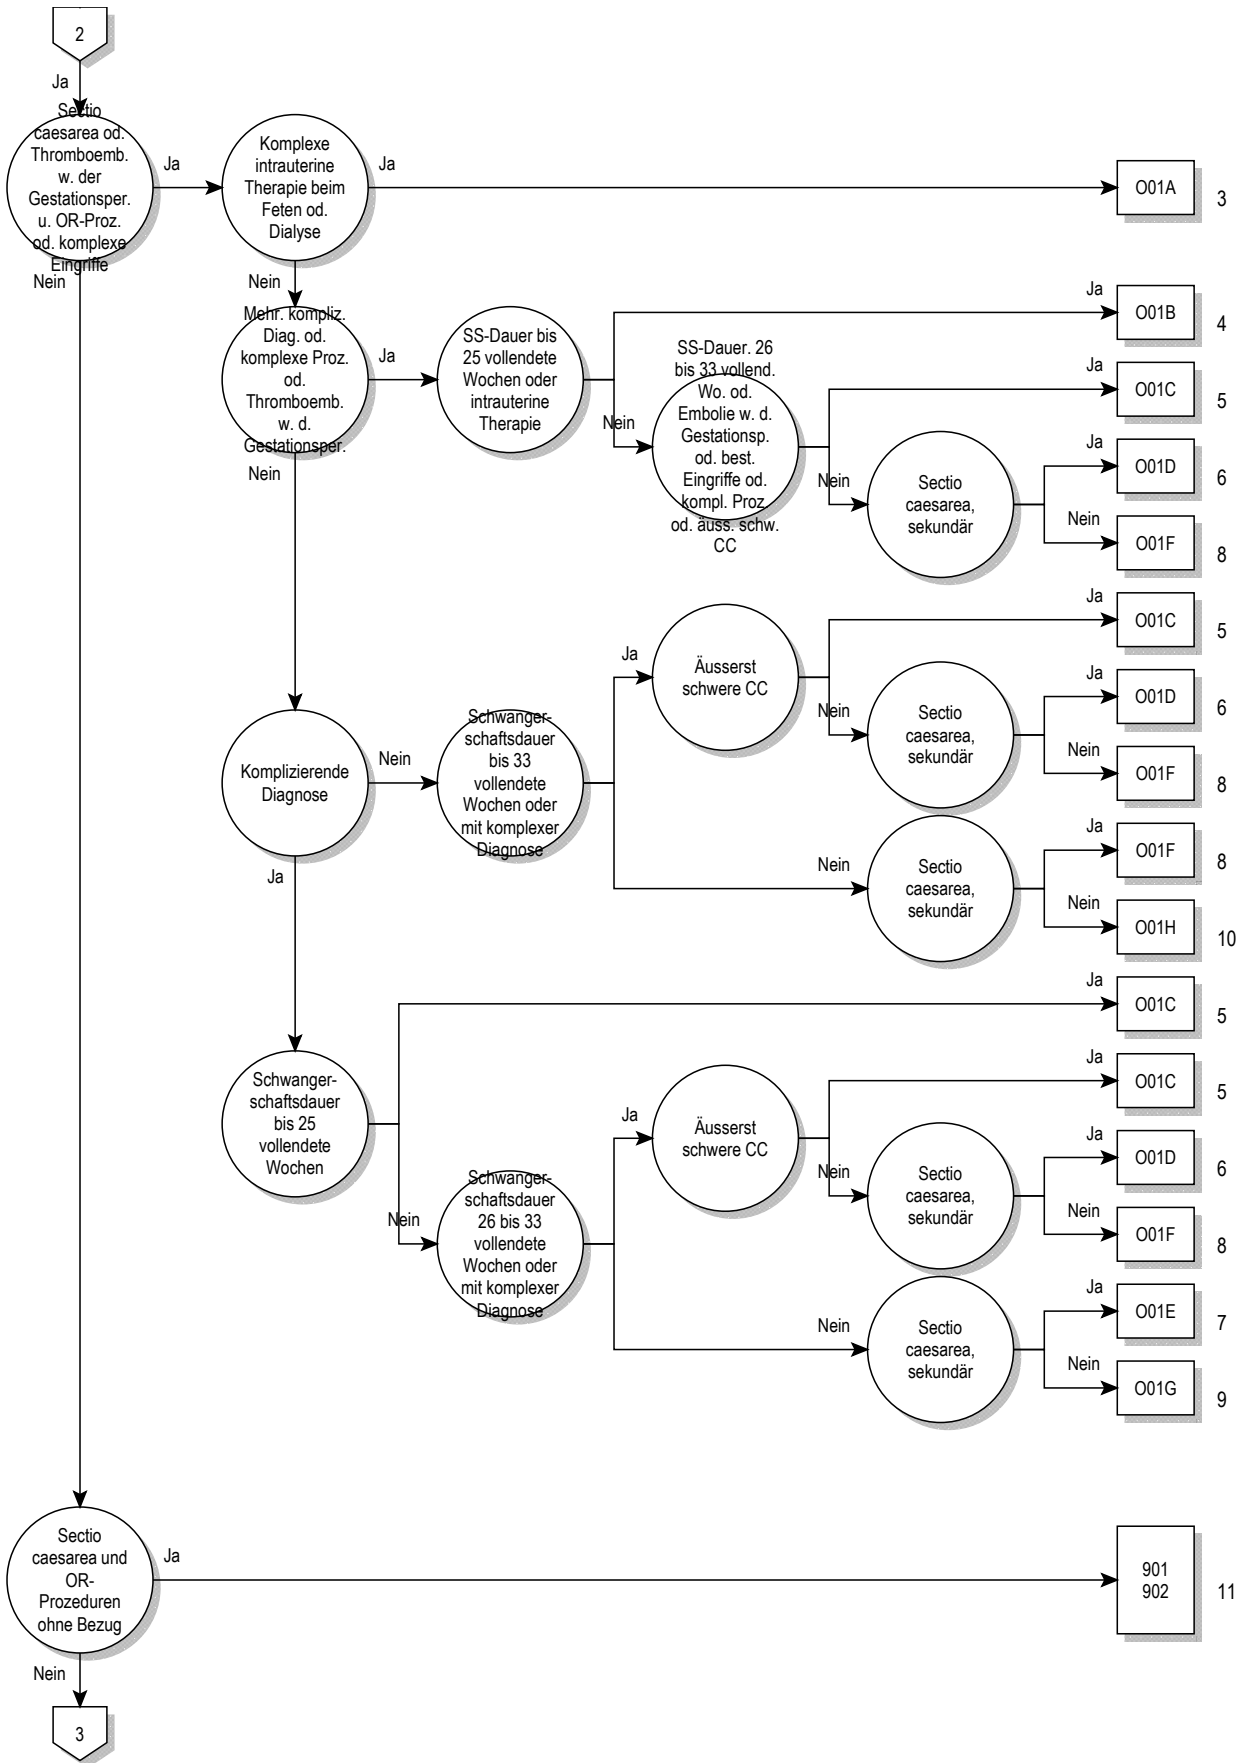 2
Ja
Sectio
caesarea od.
Thromboemb.
w. der
Gestationsper.
u. OR-Proz.
od. komplexe
Eingriffe
Ja
Nein
Komplexe
intrauterine
Therapie beim
Feten od.
Dialyse
Ja
O01A
3
Nein
Mehr. kompliz.
Diag. od.
komplexe Proz.
od.
Thromboemb.
w. d.
Gestationsper.
Ja
Nein
SS-Dauer bis
25 vollendete
Wochen oder
intrauterine
Therapie
Ja
O01B
4
Nein
SS-Dauer. 26
bis 33 vollend.
Wo. od.
Embolie w. d.
Gestationsp.
od. best.
Eingriffe od.
kompl. Proz.
od. äuss. schw.
CC
Ja
O01C
5
Nein
Sectio
caesarea,
sekundär
Ja
O01D
6
Nein
O01F
8
Komplizierende
Diagnose
Nein
Ja
Schwanger-
schaftsdauer
bis 33
vollendete
Wochen oder
mit komplexer
Diagnose
Ja
Äusserst
schwere CC
Ja
O01C
5
Nein
Sectio
caesarea,
sekundär
Ja
O01D
6
Nein
O01F
8
Nein
Sectio
caesarea,
sekundär
Ja
O01F
8
Nein
O01H
10
Schwanger-
schaftsdauer
bis 25
vollendete
Wochen
Ja
O01C
5
Nein
Schwanger-
schaftsdauer
26 bis 33
vollendete
Wochen oder
mit komplexer
Diagnose
Ja
Äusserst
schwere CC
Ja
O01C
5
Nein
Sectio
caesarea,
sekundär
Ja
O01D
6
Nein
O01F
8
Nein
Sectio
caesarea,
sekundär
Ja
O01E
7
Nein
O01G
9
Sectio
caesarea und
OR-
Prozeduren
ohne Bezug
Ja
901
902
11
Nein
3